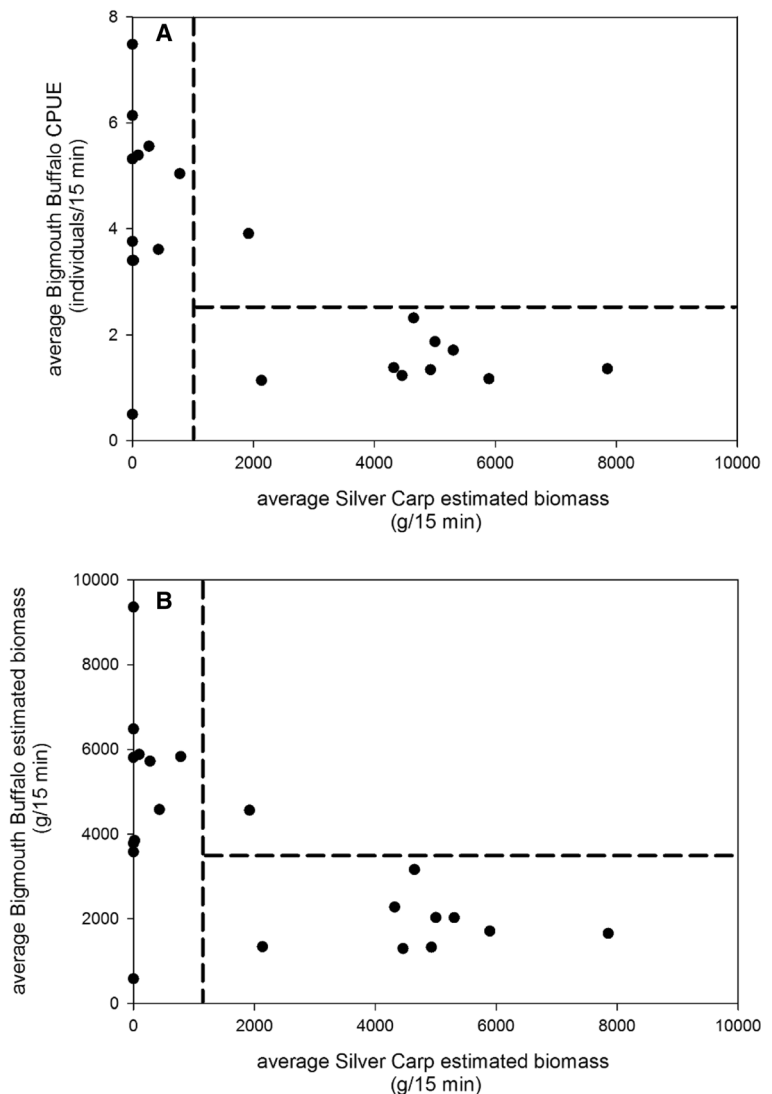 A
8
6
4
2
0
average Bigmouth Buffalo CPUE
(individuals/15 min)
0 2000 4000 6000 8000 10000
average Silver Carp estimated biomass
(g/15 min)
B
10000
8000
6000
4000
2000
0
average Bigmouth Buffalo estimated biomass
(g/15 min)
0 2000 4000 6000 8000 10000
average Silver Carp estimated biomass
(g/15 min)